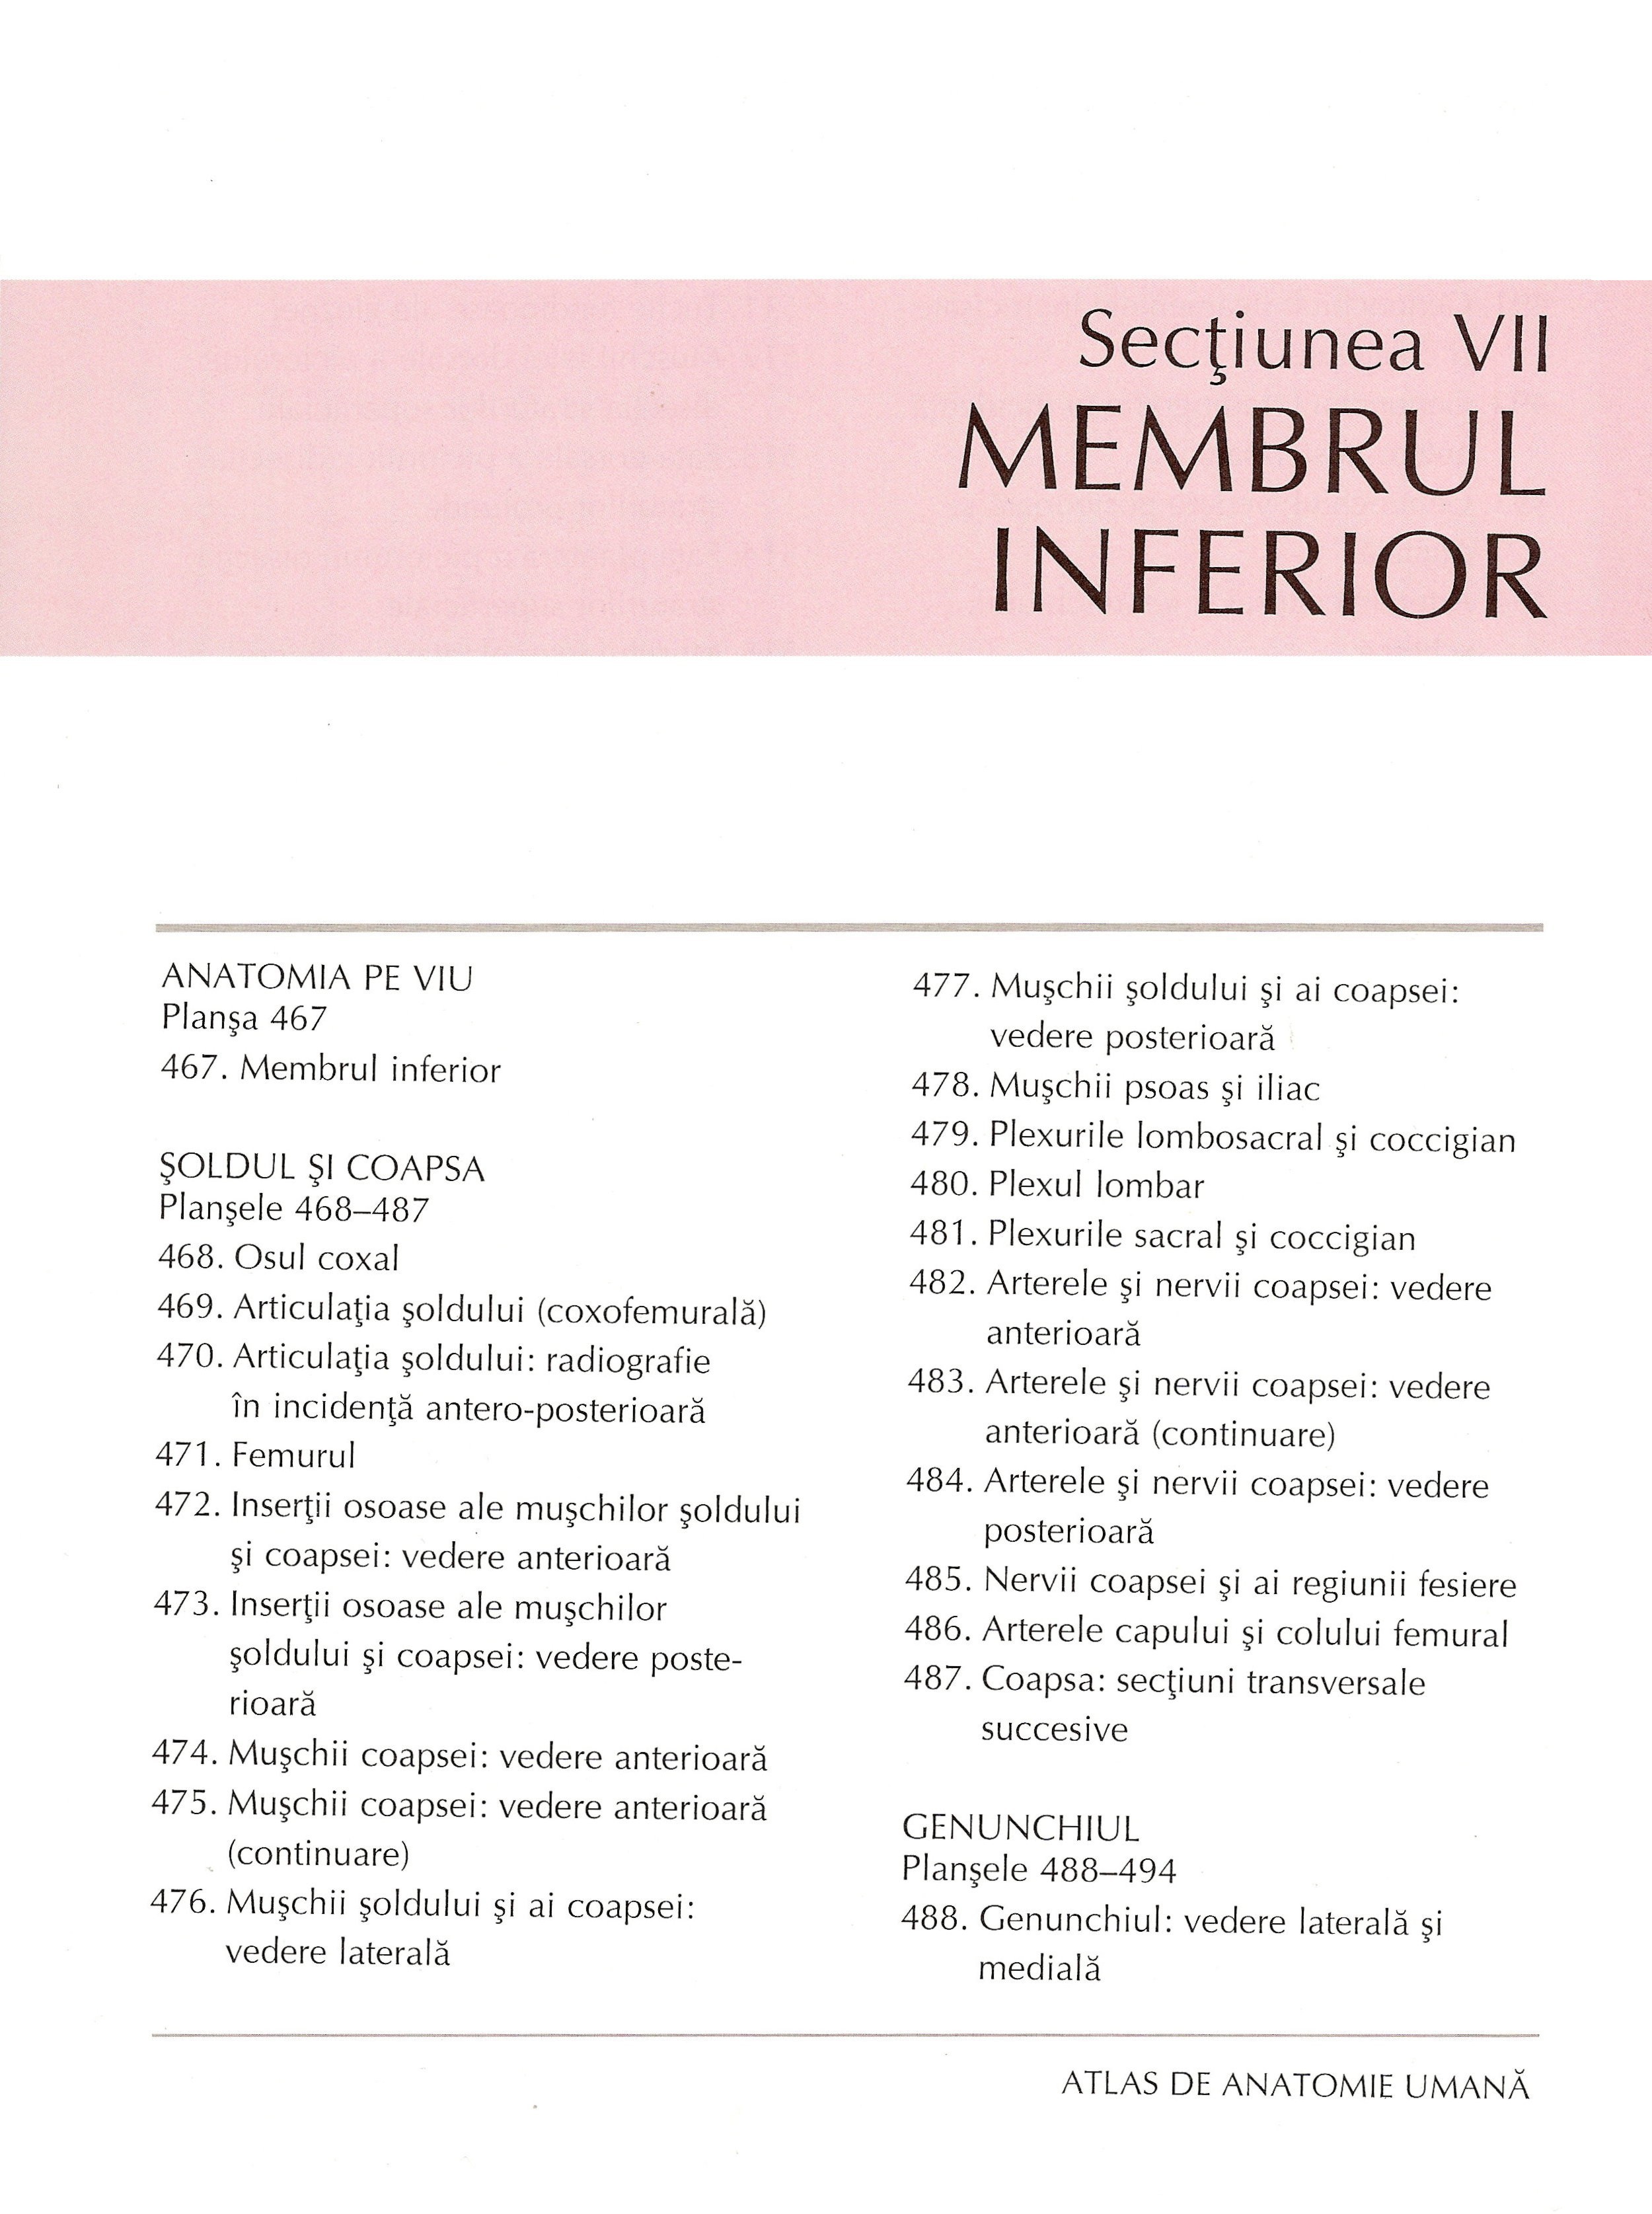 Secţiunea VII
MEMBRUL
INFERIOR
ANATOMIA PE VIU
Planşa 467
467. Membrul inferior
ŞOLDUL ŞI COAPSA
Planşele 468–487
468. Osul coxal
469. Articulaţia şoldului (coxofemurală)
470. Articulaţia şoldului: radiografie
în incidenţă antero-posterioară
471. Femurul
472. Inserţii osoase ale muşchilor şoldului
şi coapsei: vedere anterioară
473. Inserţii osoase ale muşchilor
şoldului şi coapsei: vedere poste-
rioară
474. Muşchii coapsei: vedere anterioară
475. Muşchii coapsei: vedere anterioară
(continuare)
476. Muşchii şoldului şi ai coapsei:
vedere laterală
477. Muşchii şoldului şi ai coapsei:
vedere posterioară
478. Muşchii psoas şi iliac
479. Plexurile lombosacral şi coccigian
480. Plexul lombar
481. Plexurile sacral şi coccigian
482. Arterele şi nervii coapsei: vedere
anterioară
483. Arterele şi nervii coapsei: vedere
anterioară (continuare)
484. Arterele şi nervii coapsei: vedere
posterioară
485. Nervii coapsei şi ai regiunii fesiere
486. Arterele capului şi colului femural
487. Coapsa: secţiuni transversale
succesive
GENUNCHIUL
Planşele 488–494
488. Genunchiul: vedere laterală şi
medială
ATLAS DE ANATOMIE UMANĂ